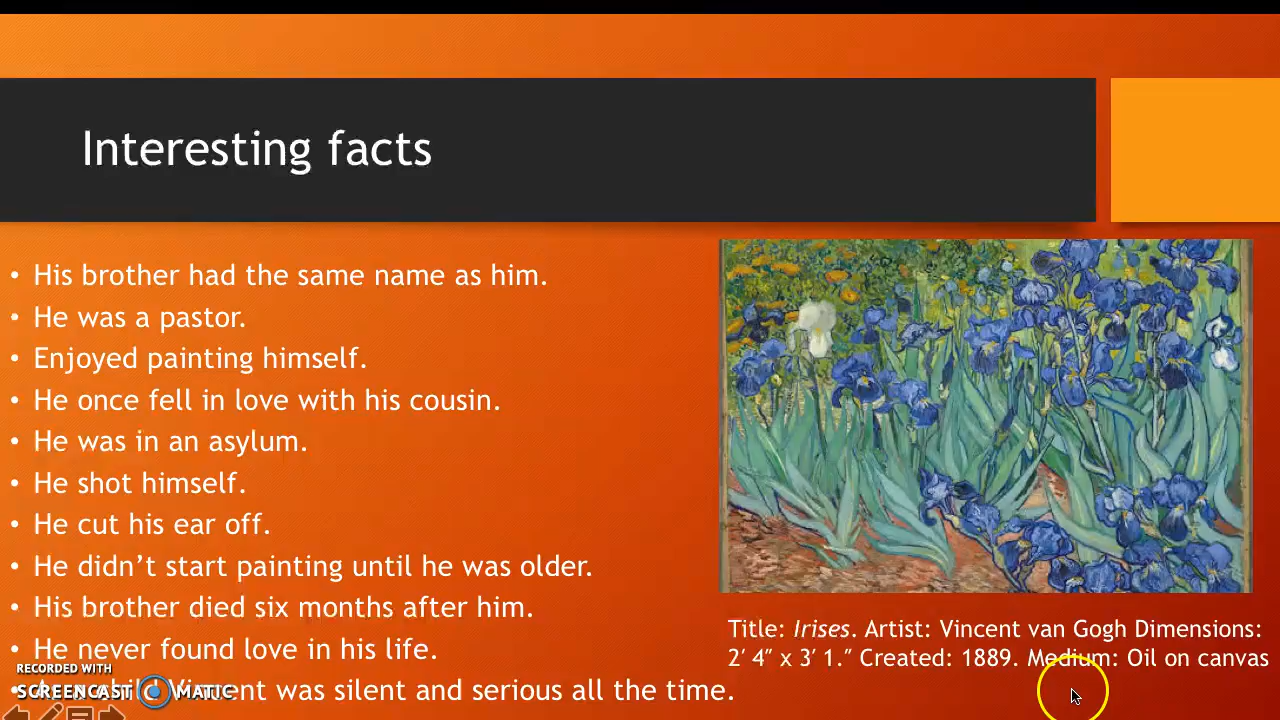 Interesting facts
• His brother had the same name as him.
• He was a pastor.
• Enjoyed painting himself.
• He once fell in love with his cousin.
• He was in an asylum.
• He shot himself.
• He cut his ear off.
• He didn’t start painting until he was older.
• His brother died six months after him.
• He never found love in his life.
Vincent was silent and serious all the time.
Title: Irises. Artist: Vincent van Gogh Dimensions:
2′ 4″ x 3′ 1.″ Created: 1889. Medium: Oil on canvas
RECORDED WITH
SCREENCAST MATIC